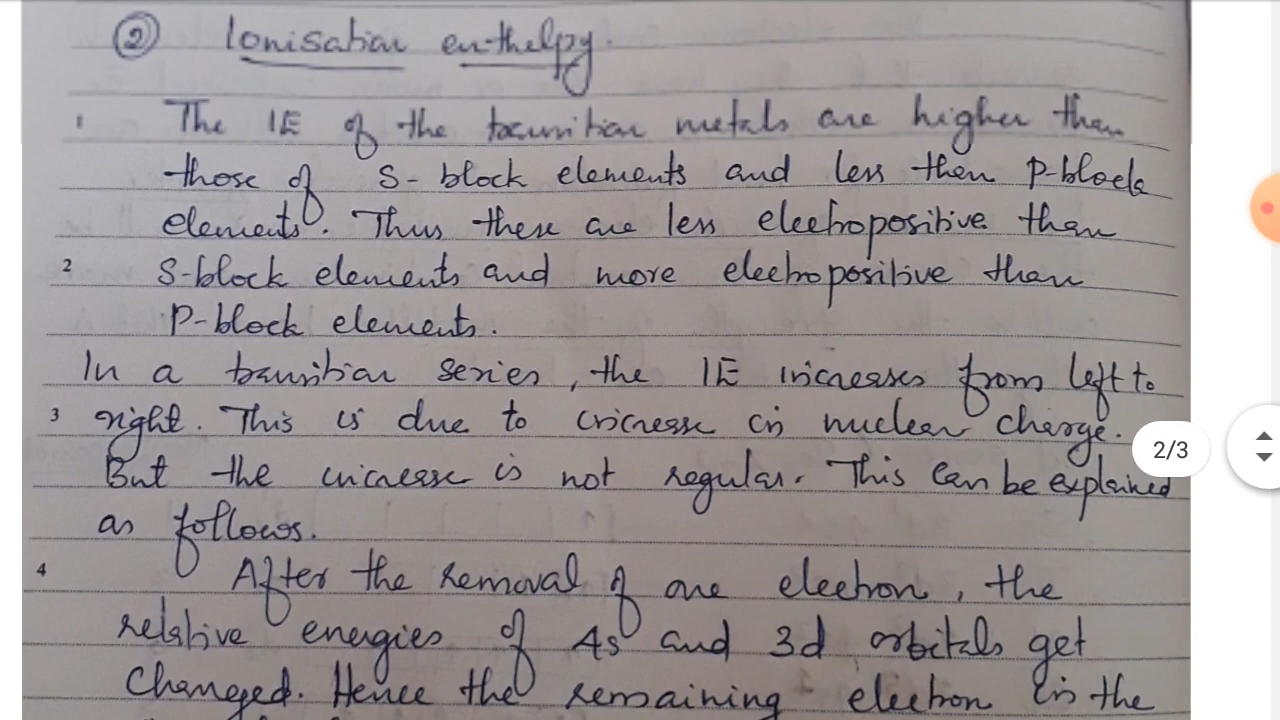 ② Ionisation enthalpy.
1 The IE of the transition metals are higher than
those of S-block elements and less then P-block
elements. Thus these are less electropositive than
2 S-block elements and more electropositive than
P-block elements.
In a transition series, the IE increases from left to
3 right. This is due to increase in nuclear charge.
But the increase is not regular. This can be explained
2/3
as follows.
4 After the removal of one electron, the
relative energies of 4s and 3d orbitals get
changed. Hence the remaining electron in the